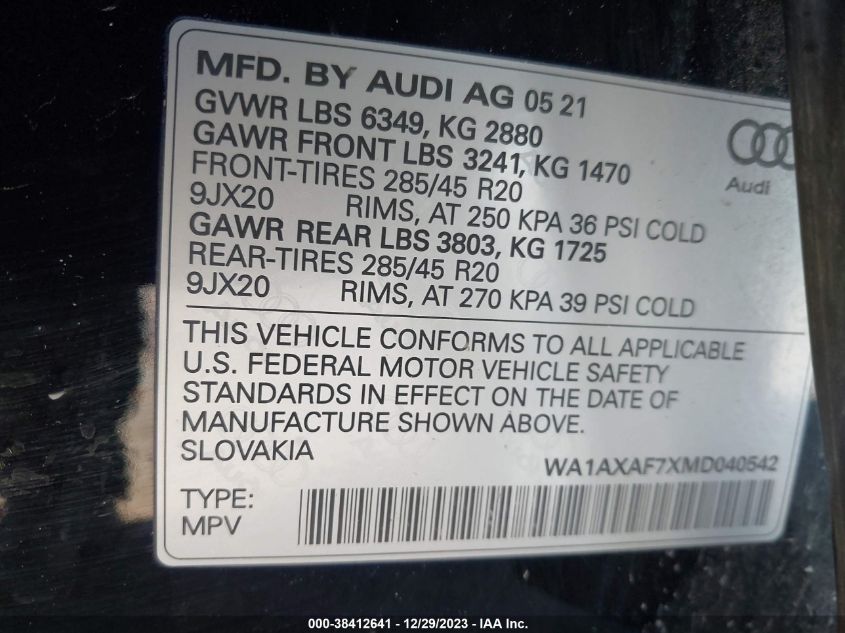 MFD. BY AUDI AG 05 21
GVWR LBS 6349, KG 2880
GAWR FRONT LBS 3241, KG 1470
FRONT-TIRES 285/45 R20
9JX20 RIMS, AT 250 KPA 36 PSI COLD
GAWR REAR LBS 3803, KG 1725
REAR-TIRES 285/45 R20
9JX20 RIMS, AT 270 KPA 39 PSI COLD
Audi
THIS VEHICLE CONFORMS TO ALL APPLICABLE
U.S. FEDERAL MOTOR VEHICLE SAFETY
STANDARDS IN EFFECT ON THE DATE OF
MANUFACTURE SHOWN ABOVE.
SLOVAKIA
WA1AXAF7XMD040542
TYPE:
MPV
000-38412641 - 12/29/2023 - IAA Inc.